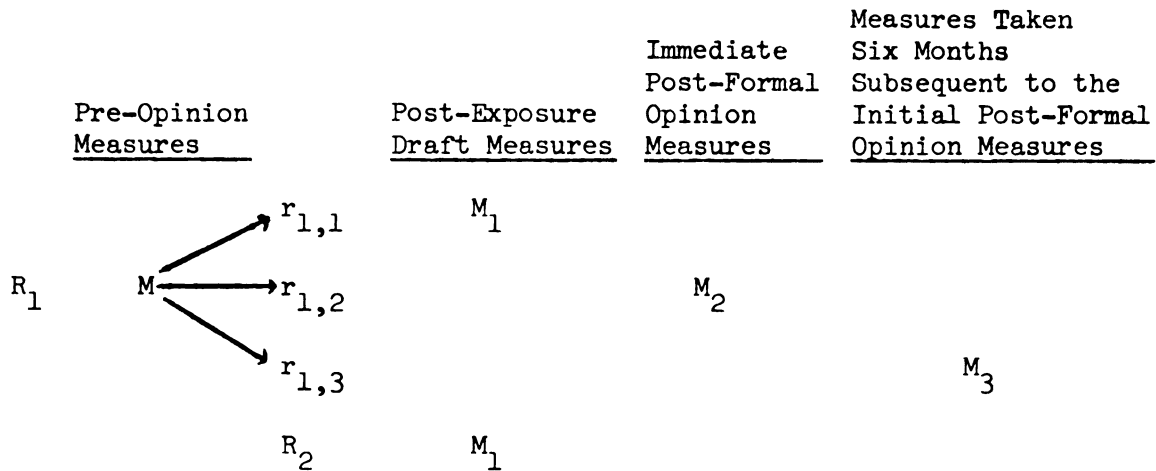 Measures Taken
Immediate Six Months
Post-Formal Subsequent to the
Pre-Opinion Post-Exposure Opinion Initial Post-Formal
Measures Draft Measures Measures Opinion Measures
r1,1 M1
R1 M r1,2 M2
r1,3 M3
R2 M1